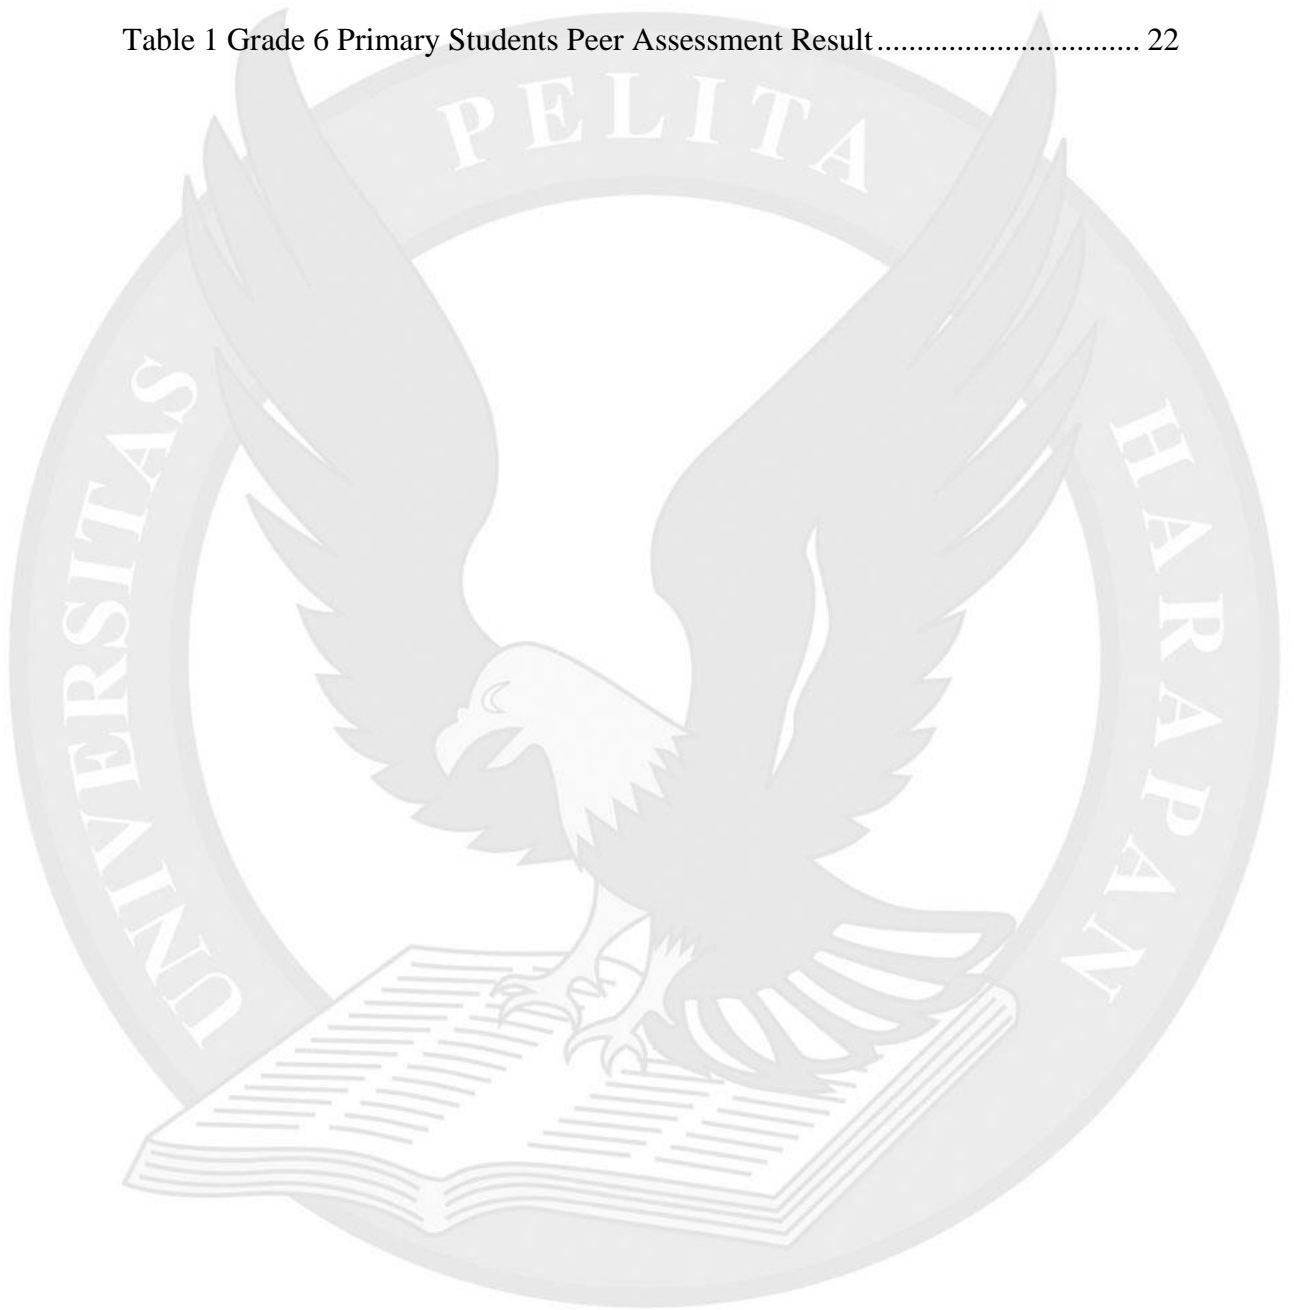 Table 1 Grade 6 Primary Students Peer Assessment Result................................. 22
UNIVERSITAS PELITA HARAPAN